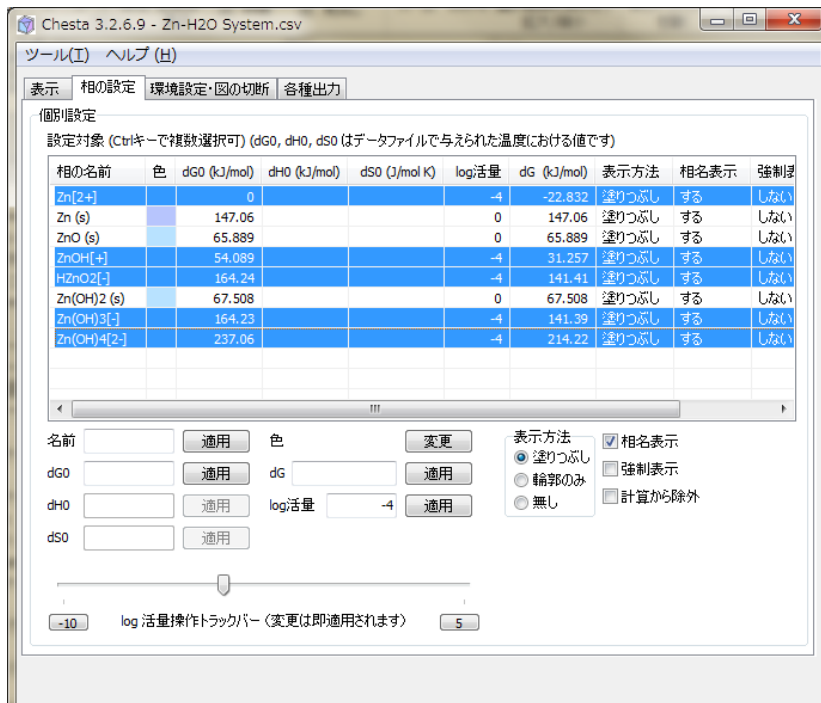 Chesta 3.2.6.9 - Zn-H2O System.csv
ツール(T) ヘルプ(H)
表示 相の設定 環境設定・図の切断 各種出力
個別設定
設定対象 (Ctrlキーで複数選択可) (dG0, dH0, dS0 はデータファイルで与えられた温度における値です)
相の名前 色 dG0 (kJ/mol) dH0 (kJ/mol) dS0 (J/mol K) log活量 dG (kJ/mol) 表示方法 相名表示 強制表
Zn[2+] 0 -4 -22.832 塗りつぶし する しない
Zn (s) 147.06 0 147.06 塗りつぶし する しない
ZnO (s) 65.889 0 65.889 塗りつぶし する しない
ZnOH[+] 54.089 -4 31.257 塗りつぶし する しない
HZnO2[-] 164.24 -4 141.41 塗りつぶし する しない
Zn(OH)2 (s) 67.508 0 67.508 塗りつぶし する しない
Zn(OH)3[-] 164.23 -4 141.39 塗りつぶし する しない
Zn(OH)4[2-] 237.06 -4 214.22 塗りつぶし する しない
名前 適用 色 変更 表示方法 相名表示
dG0 適用 dG 適用 塗りつぶし 強制表示
dH0 適用 log活量 -4 適用 輪郭のみ 計算から除外
dS0 適用 無し
-10 log 活量操作トラックバー (変更は即適用されます) 5